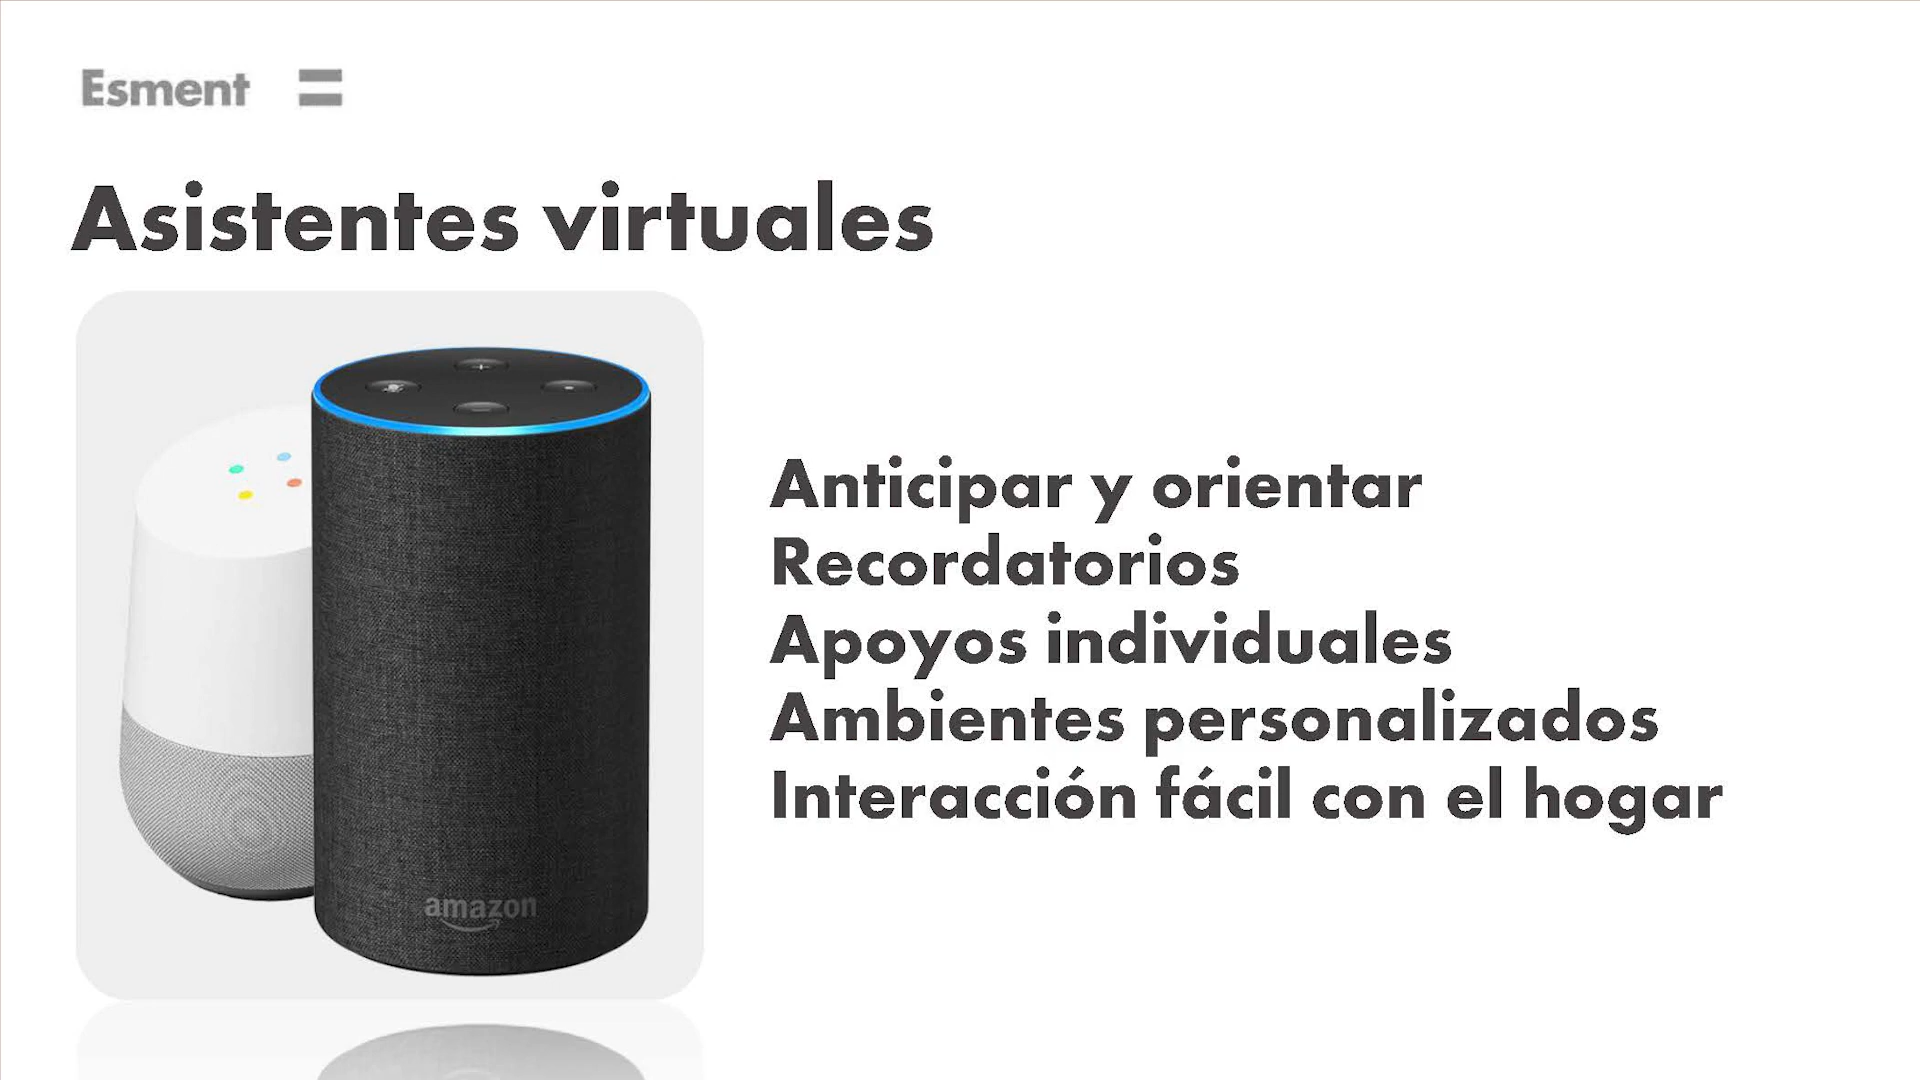 Esment
Asistentes virtuales
amazon
Anticipar y orientar
Recordatorios
Apoyos individuales
Ambientes personalizados
Interacción fácil con el hogar